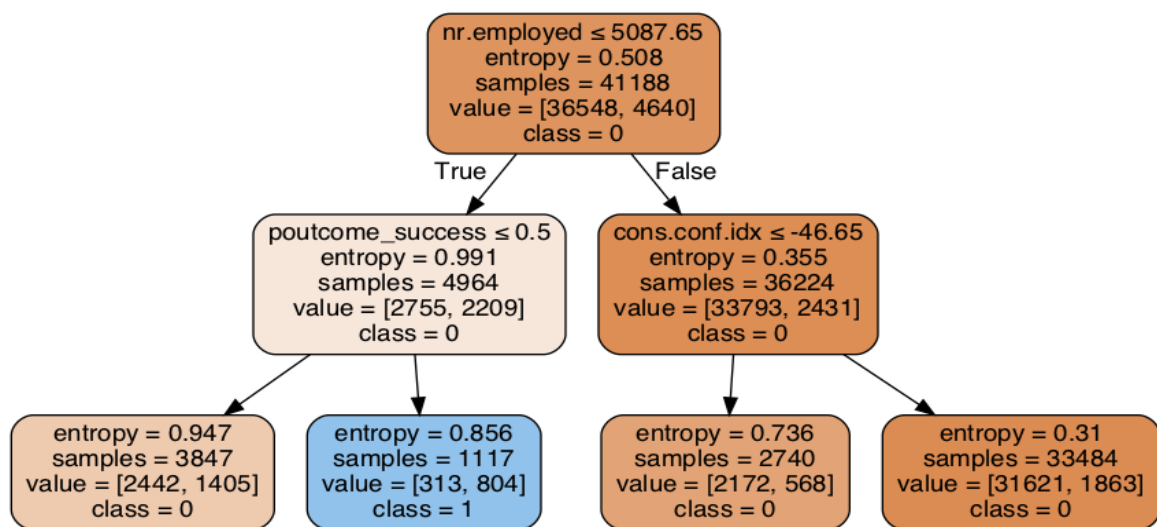 nr.employed ≤ 5087.65
entropy = 0.508
samples = 41188
value = [36548, 4640]
class = 0
True
False
poutcome_success ≤ 0.5
entropy = 0.991
samples = 4964
value = [2755, 2209]
class = 0
cons.conf.idx ≤ -46.65
entropy = 0.355
samples = 36224
value = [33793, 2431]
class = 0
entropy = 0.947
samples = 3847
value = [2442, 1405]
class = 0
entropy = 0.856
samples = 1117
value = [313, 804]
class = 1
entropy = 0.736
samples = 2740
value = [2172, 568]
class = 0
entropy = 0.31
samples = 33484
value = [31621, 1863]
class = 0